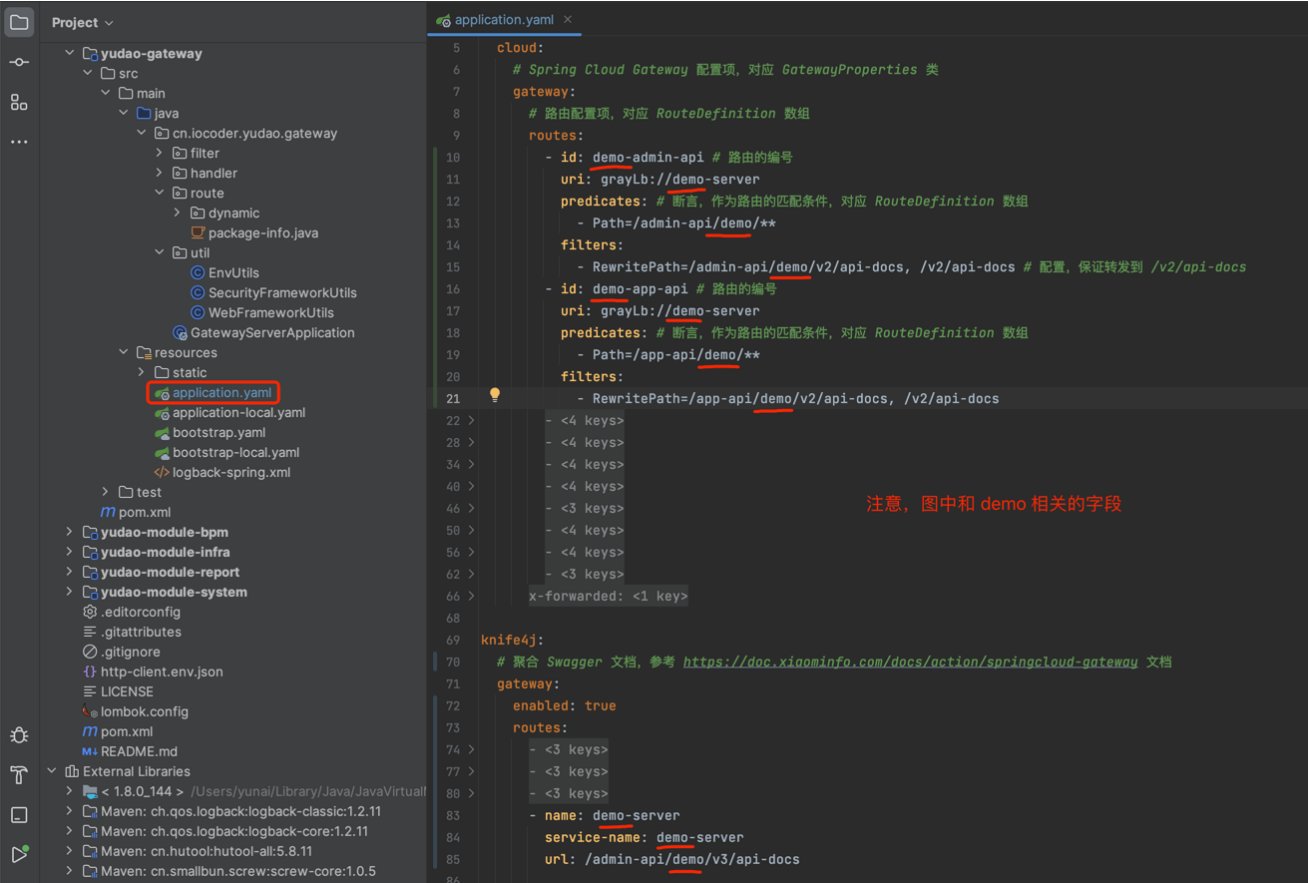 Project
yudao-gateway
src
main
java
cn.iocoder.yudao.gateway
filter
handler
route
dynamic
package-info.java
util
EnvUtils
SecurityFrameworkUtils
WebFrameworkUtils
GatewayServerApplication
resources
static
application.yaml
application-local.yaml
bootstrap.yaml
bootstrap-local.yaml
logback-spring.xml
test
pom.xml
yudao-module-bpm
yudao-module-infra
yudao-module-report
yudao-module-system
.editorconfig
.gitattributes
.gitignore
http-client.env.json
LICENSE
lombok.config
pom.xml
README.md
External Libraries
< 1.8.0_144 > /Users/yunai/Library/Java/JavaVirtual
Maven: ch.qos.logback:logback-classic:1.2.11
Maven: ch.qos.logback:logback-core:1.2.11
Maven: cn.hutool:hutool-all:5.8.11
Maven: cn.smallbun.screw:screw-core:1.0.5
application.yaml
5 cloud:
6 # Spring Cloud Gateway 配置项，对应 GatewayProperties 类
7 gateway:
8 # 路由配置项，对应 RouteDefinition 数组
9 routes:
10 - id: demo-admin-api # 路由的编号
11 uri: grayLb://demo-server
12 predicates: # 断言，作为路由的匹配条件，对应 RouteDefinition 数组
13 - Path=/admin-api/demo/**
14 filters:
15 - RewritePath=/admin-api/demo/v2/api-docs, /v2/api-docs # 配置，保证转发到 /v2/api-docs
16 - id: demo-app-api # 路由的编号
17 uri: grayLb://demo-server
18 predicates: # 断言，作为路由的匹配条件，对应 RouteDefinition 数组
19 - Path=/app-api/demo/**
20 filters:
21 - RewritePath=/app-api/demo/v2/api-docs, /v2/api-docs
22 - <4 keys>
28 - <4 keys>
34 - <4 keys>
40 - <4 keys>
46 - <3 keys>
50 - <4 keys>
56 - <4 keys>
62 - <3 keys>
66 x-forwarded: <1 key>
注意，图中和 demo 相关的字段
68
69 knife4j:
70 # 聚合 Swagger 文档，参考 https://doc.xiaominfo.com/docs/action/springcloud-gateway 文档
71 gateway:
72 enabled: true
73 routes:
74 - <3 keys>
77 - <3 keys>
80 - <3 keys>
83 - name: demo-server
84 service-name: demo-server
85 url: /admin-api/demo/v3/api-docs
86